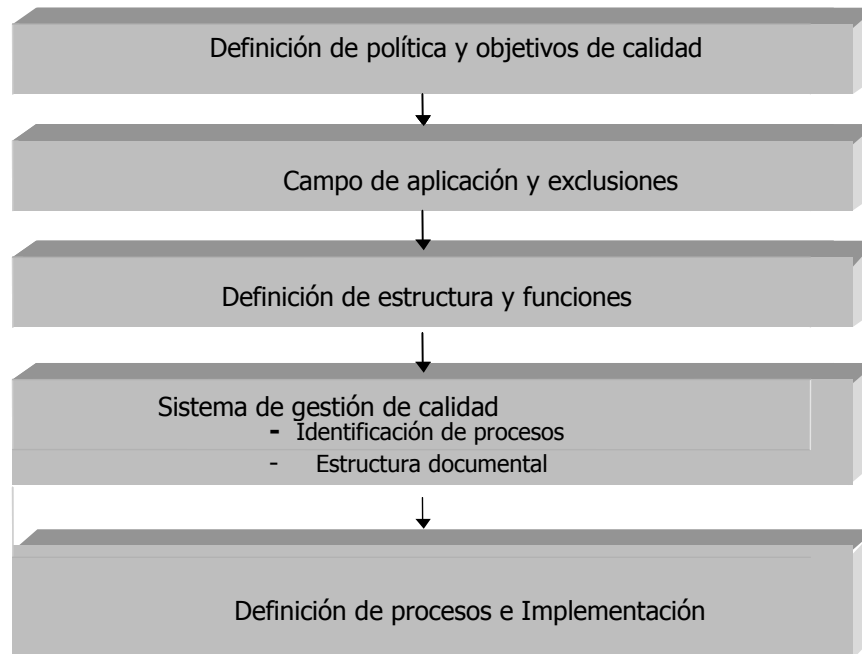 Definición de política y objetivos de calidad
Campo de aplicación y exclusiones
Definición de estructura y funciones
Sistema de gestión de calidad
- Identificación de procesos
- Estructura documental
Definición de procesos e Implementación